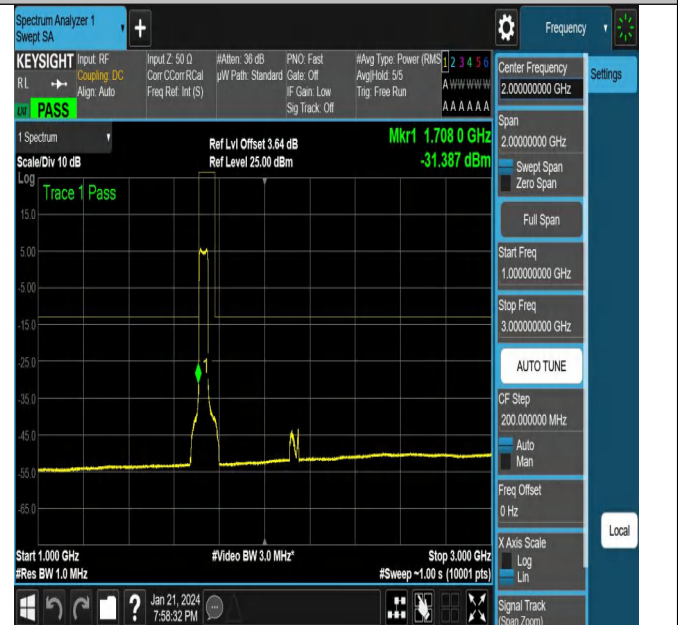 Spectrum Analyzer 1
Swept SA
+
Frequency
KEYSIGHT
Input: RF
Input Z: 50 Ω
#Atten: 36 dB
PNO: Fast
#Avg Type: Power (RMS
1 2 3 4 5 6
RL
Coupling: DC
Corr CCorr RCal
µW Path: Standard
Gate: Off
Avg|Hold: 5/5
A W W W W W
Align: Auto
Freq Ref: Int (S)
IF Gain: Low
Trig: Free Run
LXI
PASS
Sig Track: Off
A A A A A A
1 Spectrum
Ref Lvl Offset 3.64 dB
Mkr1 1.708 0 GHz
Scale/Div 10 dB
Ref Level 25.00 dBm
-31.387 dBm
Log
Trace 1 Pass
15.0
5.00
-5.00
-15.0
-25.0
1
-35.0
-45.0
-55.0
-65.0
Start 1.000 GHz
#Video BW 3.0 MHz*
Stop 3.000 GHz
#Res BW 1.0 MHz
#Sweep ~1.00 s (10001 pts)
Center Frequency
2.000000000 GHz
Settings
Span
2.00000000 GHz
Swept Span
Zero Span
Full Span
Start Freq
1.000000000 GHz
Stop Freq
3.000000000 GHz
AUTO TUNE
CF Step
200.000000 MHz
Auto
Man
Freq Offset
0 Hz
Local
X Axis Scale
Log
Lin
Signal Track
(Span Zoom)
?
Jan 21, 2024
7:58:32 PM